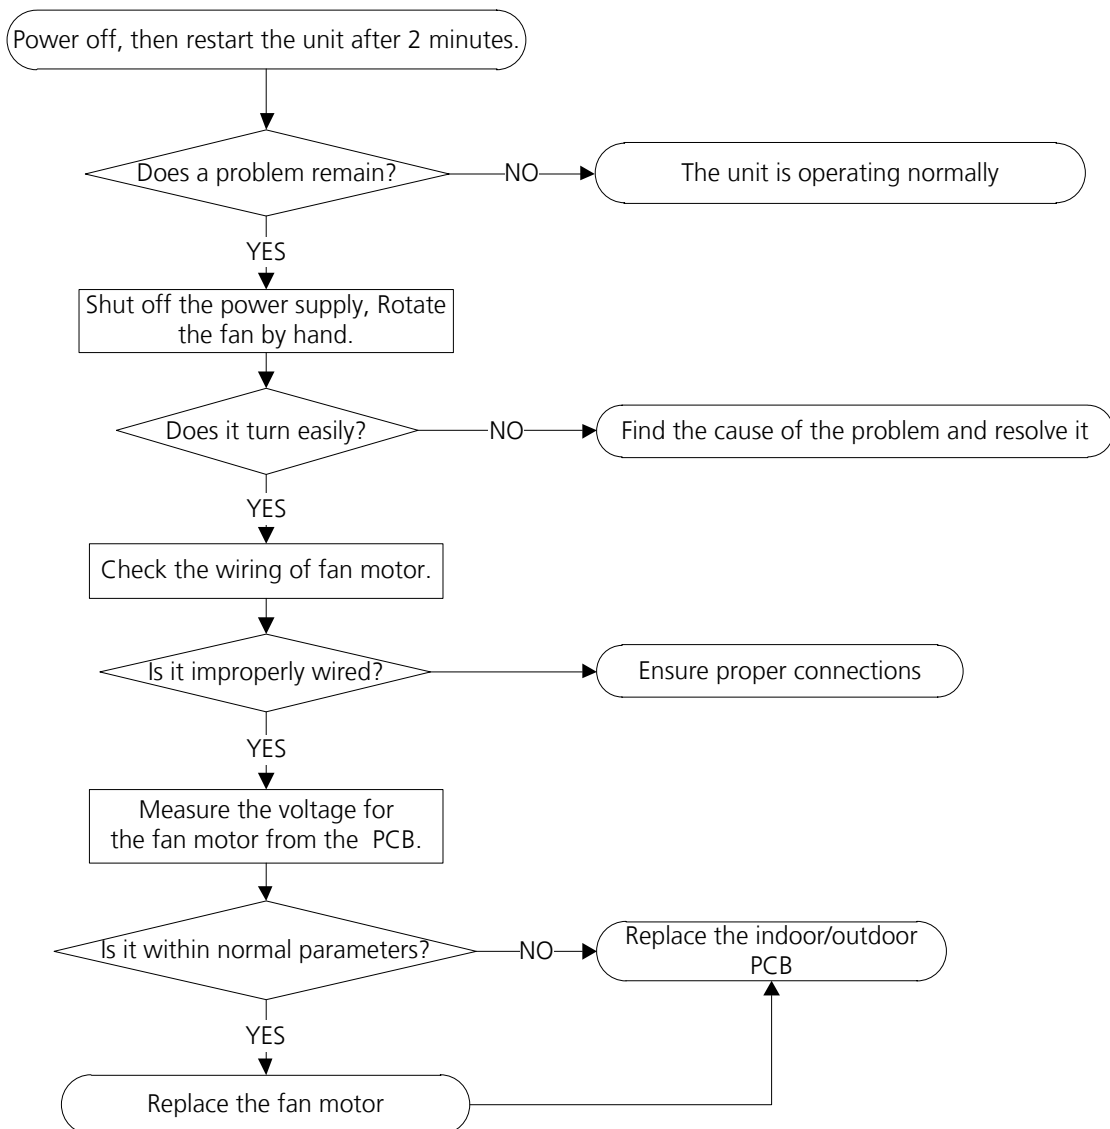 Power off, then restart the unit after 2 minutes.
Does a problem remain?
NO
The unit is operating normally
YES
Shut off the power supply, Rotate
the fan by hand.
Does it turn easily?
NO
Find the cause of the problem and resolve it
YES
Check the wiring of fan motor.
Is it improperly wired?
Ensure proper connections
YES
Measure the voltage for
the fan motor from the PCB.
Is it within normal parameters?
NO
Replace the indoor/outdoor
PCB
YES
Replace the fan motor